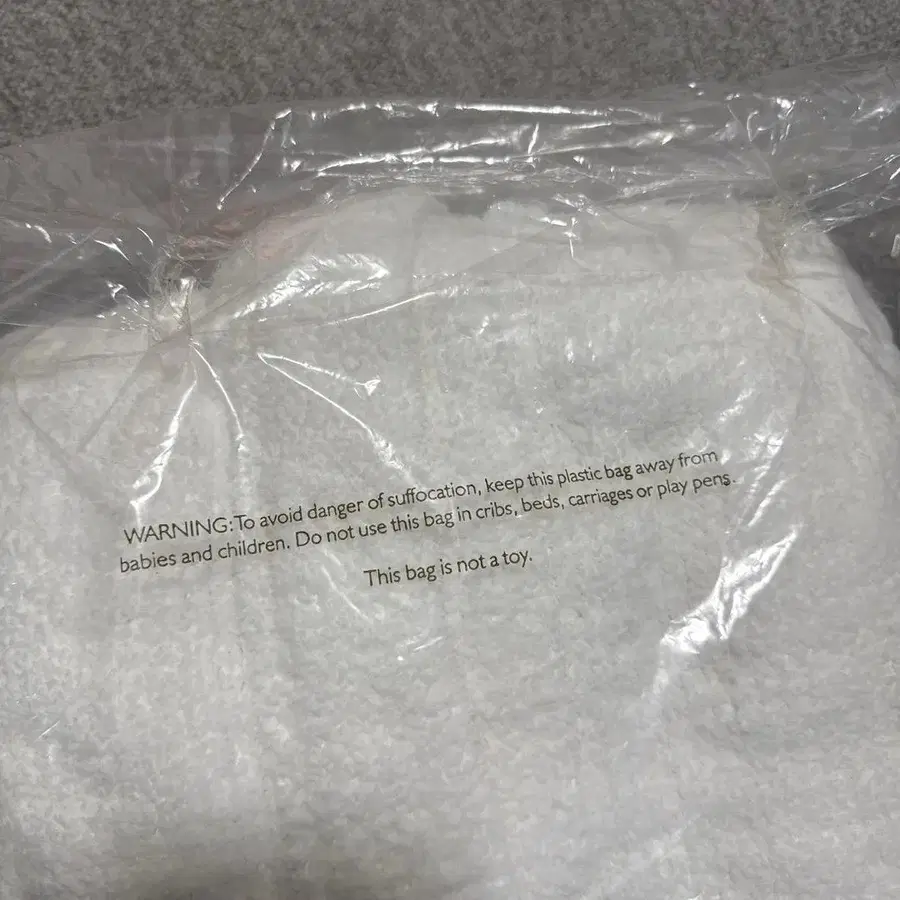 WARNING: To avoid danger of suffocation, keep this plastic bag away from
babies and children. Do not use this bag in cribs, beds, carriages or play pens.
This bag is not a toy.